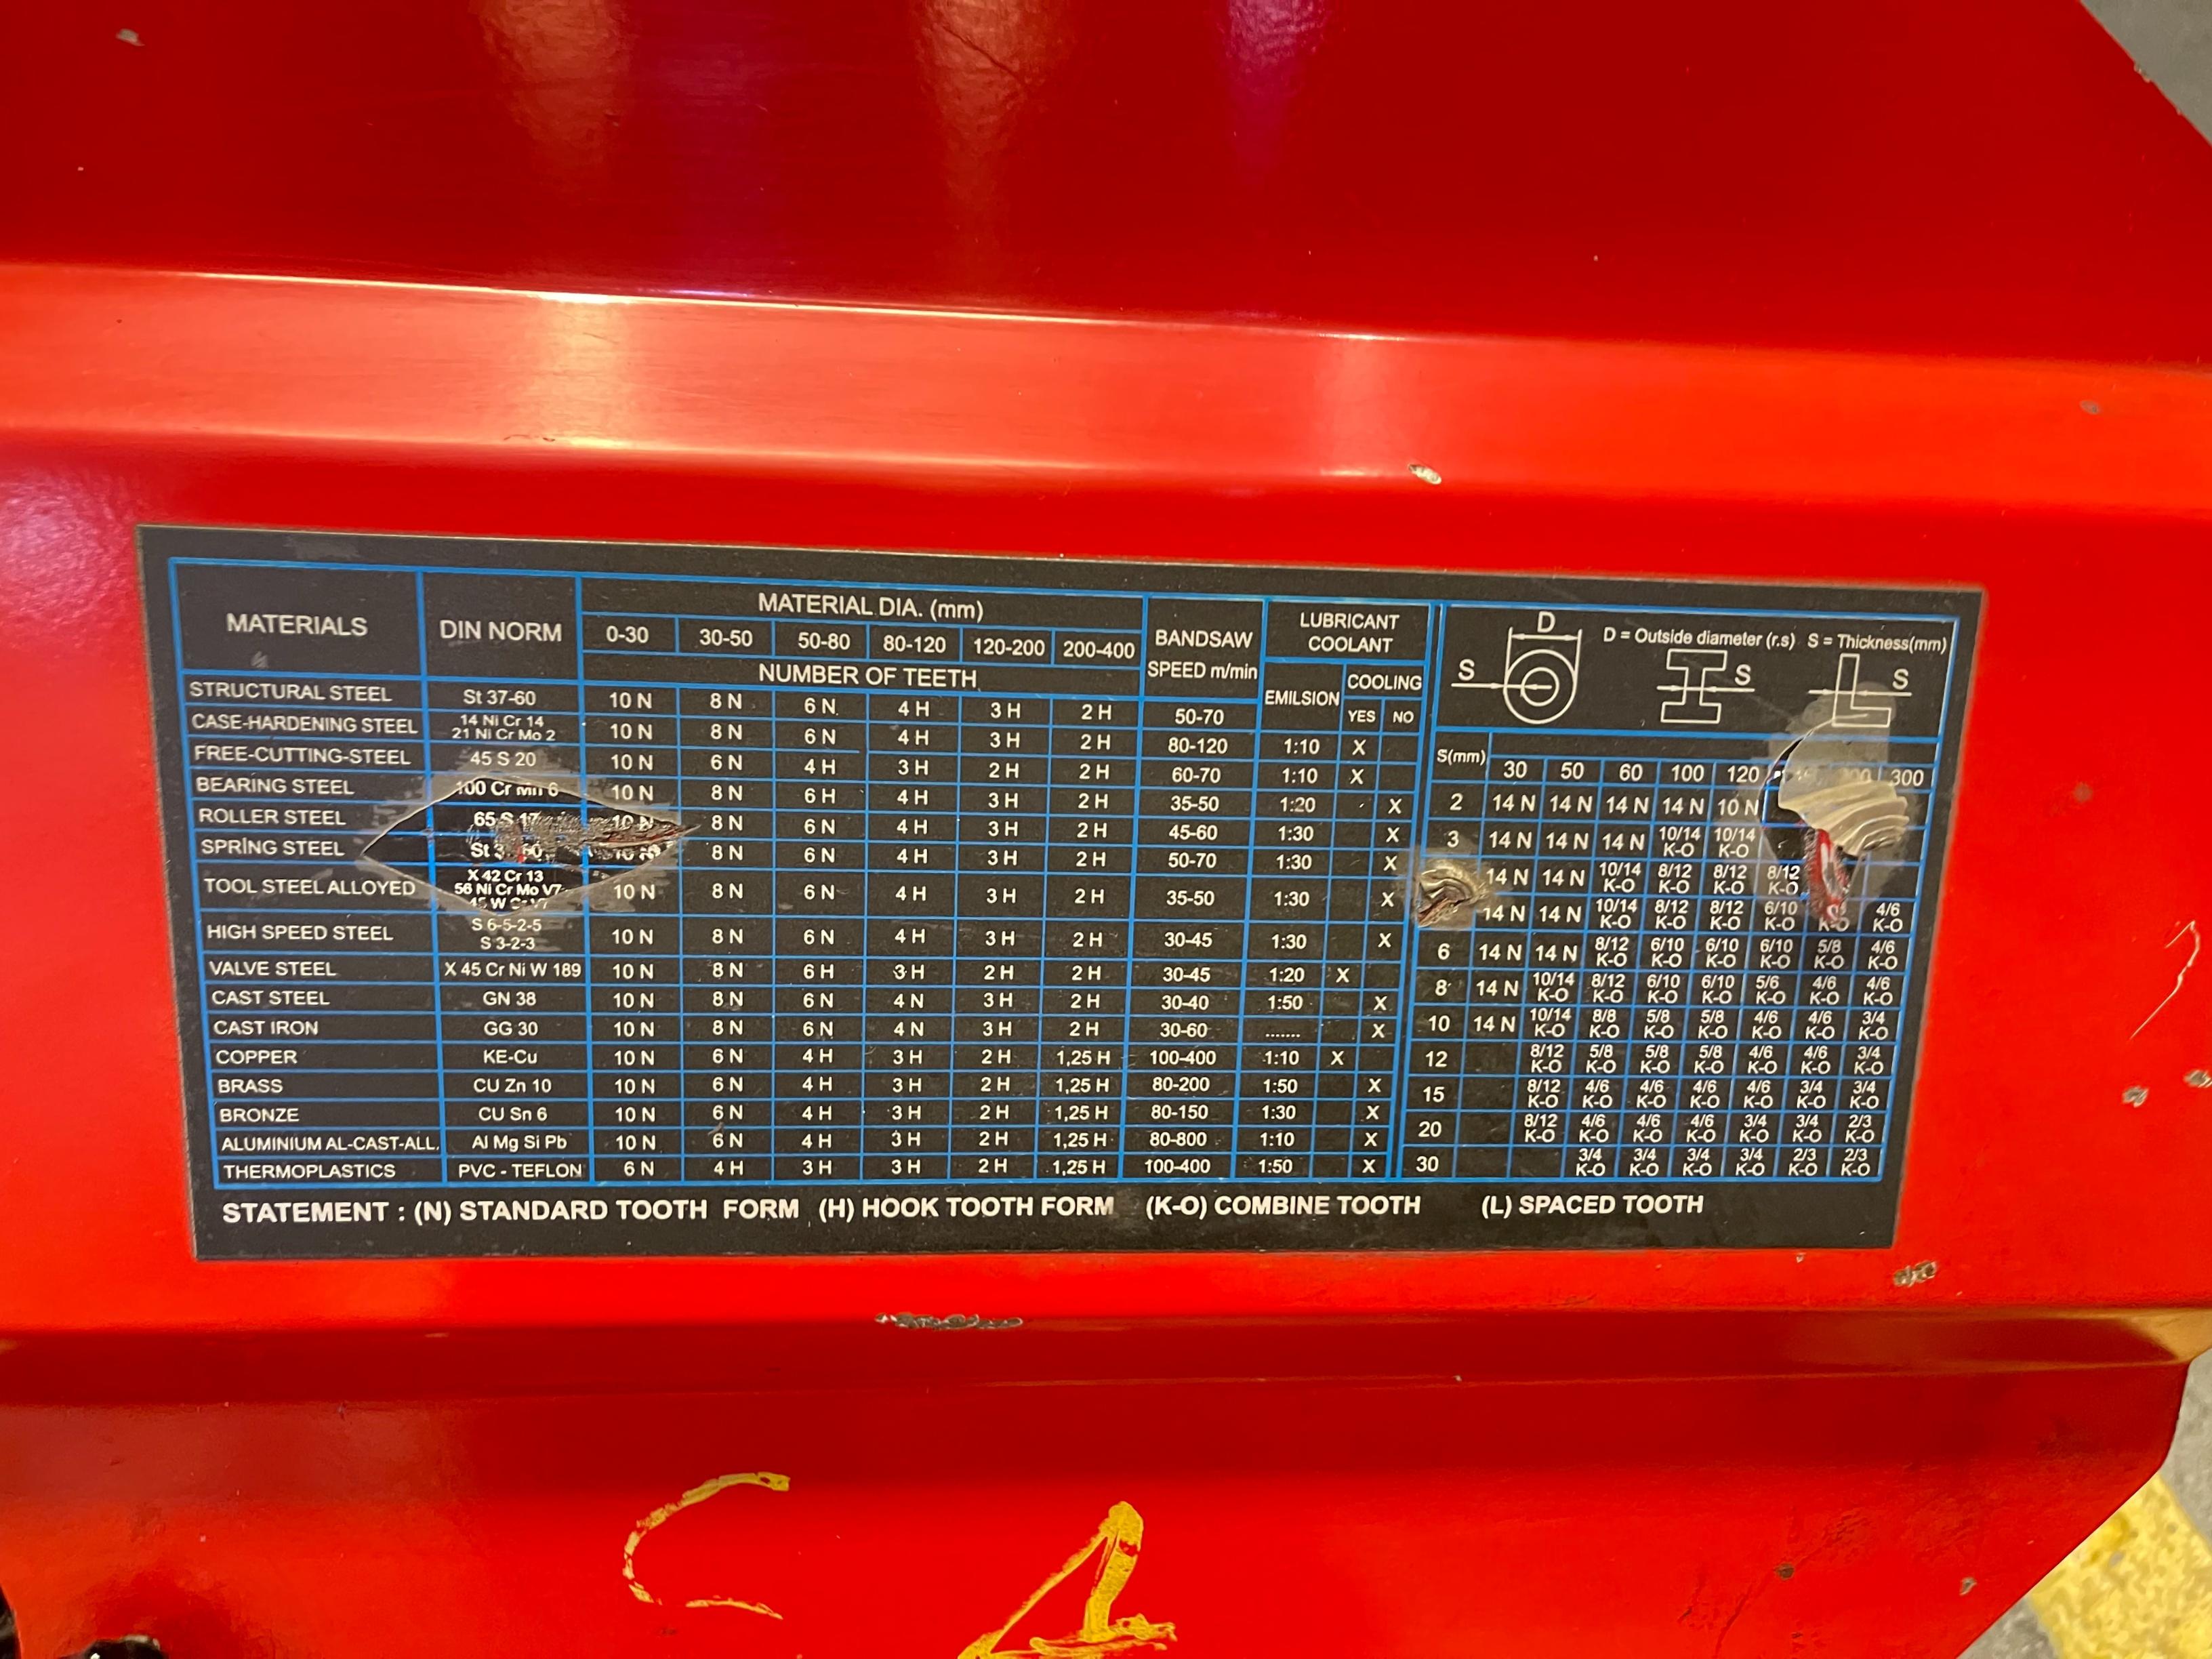 MATERIALS DIN NORM MATERIAL DIA. (mm) BANDSAW SPEED m/min LUBRICANT COOLANT
0-30 30-50 50-80 80-120 120-200 200-400
NUMBER OF TEETH EMILSION COOLING
YES NO
STRUCTURAL STEEL St 37-60 10 N 8 N 6 N 4 H 3 H 2 H 50-70
CASE-HARDENING STEEL 14 Ni Cr 14 21 Ni Cr Mo 2 10 N 8 N 6 N 4 H 3 H 2 H 80-120 1:10 X
FREE-CUTTING-STEEL 45 S 20 10 N 6 N 4 H 3 H 2 H 2 H 60-70 1:10 X
BEARING STEEL 100 Cr Mn 6 10 N 8 N 6 H 4 H 3 H 2 H 35-50 1:20 X
ROLLER STEEL 65 S 17 10 N 8 N 6 N 4 H 3 H 2 H 45-60 1:30 X
SPRING STEEL St 8 N 6 N 4 H 3 H 2 H 50-70 1:30 X
TOOL STEEL ALLOYED X 42 Cr 13 56 Ni Cr Mo V7 10 N 8 N 6 N 4 H 3 H 2 H 35-50 1:30 X
HIGH SPEED STEEL S 6-5-2-5 S 3-2-3 10 N 8 N 6 N 4 H 3 H 2 H 30-45 1:30 X
VALVE STEEL X 45 Cr Ni W 189 10 N 8 N 6 H 3 H 2 H 2 H 30-45 1:20 X
CAST STEEL GN 38 10 N 8 N 6 N 4 N 3 H 2 H 30-40 1:50 X
CAST IRON GG 30 10 N 8 N 6 N 4 N 3 H 2 H 30-60 ....... X
COPPER KE-Cu 10 N 6 N 4 H 3 H 2 H 1,25 H 100-400 1:10 X
BRASS CU Zn 10 10 N 6 N 4 H 3 H 2 H 1,25 H 80-200 1:50 X
BRONZE CU Sn 6 10 N 6 N 4 H 3 H 2 H 1,25 H 80-150 1:30 X
ALUMINIUM AL-CAST-ALL. Al Mg Si Pb 10 N 6 N 4 H 3 H 2 H 1,25 H 80-800 1:10 X
THERMOPLASTICS PVC - TEFLON 6 N 4 H 3 H 3 H 2 H 1,25 H 100-400 1:50 X
D
D = Outside diameter (r.s) S = Thickness(mm)
S S S
S(mm) 30 50 60 100 120 300
2 14 N 14 N 14 N 14 N 10 N
3 14 N 14 N 14 N 10/14 K-O 10/14 K-O
14 N 14 N 10/14 K-O 8/12 K-O 8/12 K-O 8/12 K-O
14 N 14 N 10/14 K-O 8/12 K-O 8/12 K-O 6/10 K-O K-O 4/6 K-O
6 14 N 14 N 8/12 K-O 6/10 K-O 6/10 K-O 6/10 K-O 5/8 K-O 4/6 K-O
8 14 N 10/14 K-O 8/12 K-O 6/10 K-O 6/10 K-O 5/6 K-O 4/6 K-O 4/6 K-O
10 14 N 10/14 K-O 8/8 K-O 5/8 K-O 5/8 K-O 4/6 K-O 4/6 K-O 3/4 K-O
12 8/12 K-O 5/8 K-O 5/8 K-O 5/8 K-O 4/6 K-O 4/6 K-O 3/4 K-O
15 8/12 K-O 4/6 K-O 4/6 K-O 4/6 K-O 4/6 K-O 3/4 K-O 3/4 K-O
20 8/12 K-O 4/6 K-O 4/6 K-O 4/6 K-O 3/4 K-O 3/4 K-O 2/3 K-O
30 3/4 K-O 3/4 K-O 3/4 K-O 3/4 K-O 2/3 K-O 2/3 K-O
STATEMENT : (N) STANDARD TOOTH FORM (H) HOOK TOOTH FORM (K-O) COMBINE TOOTH (L) SPACED TOOTH